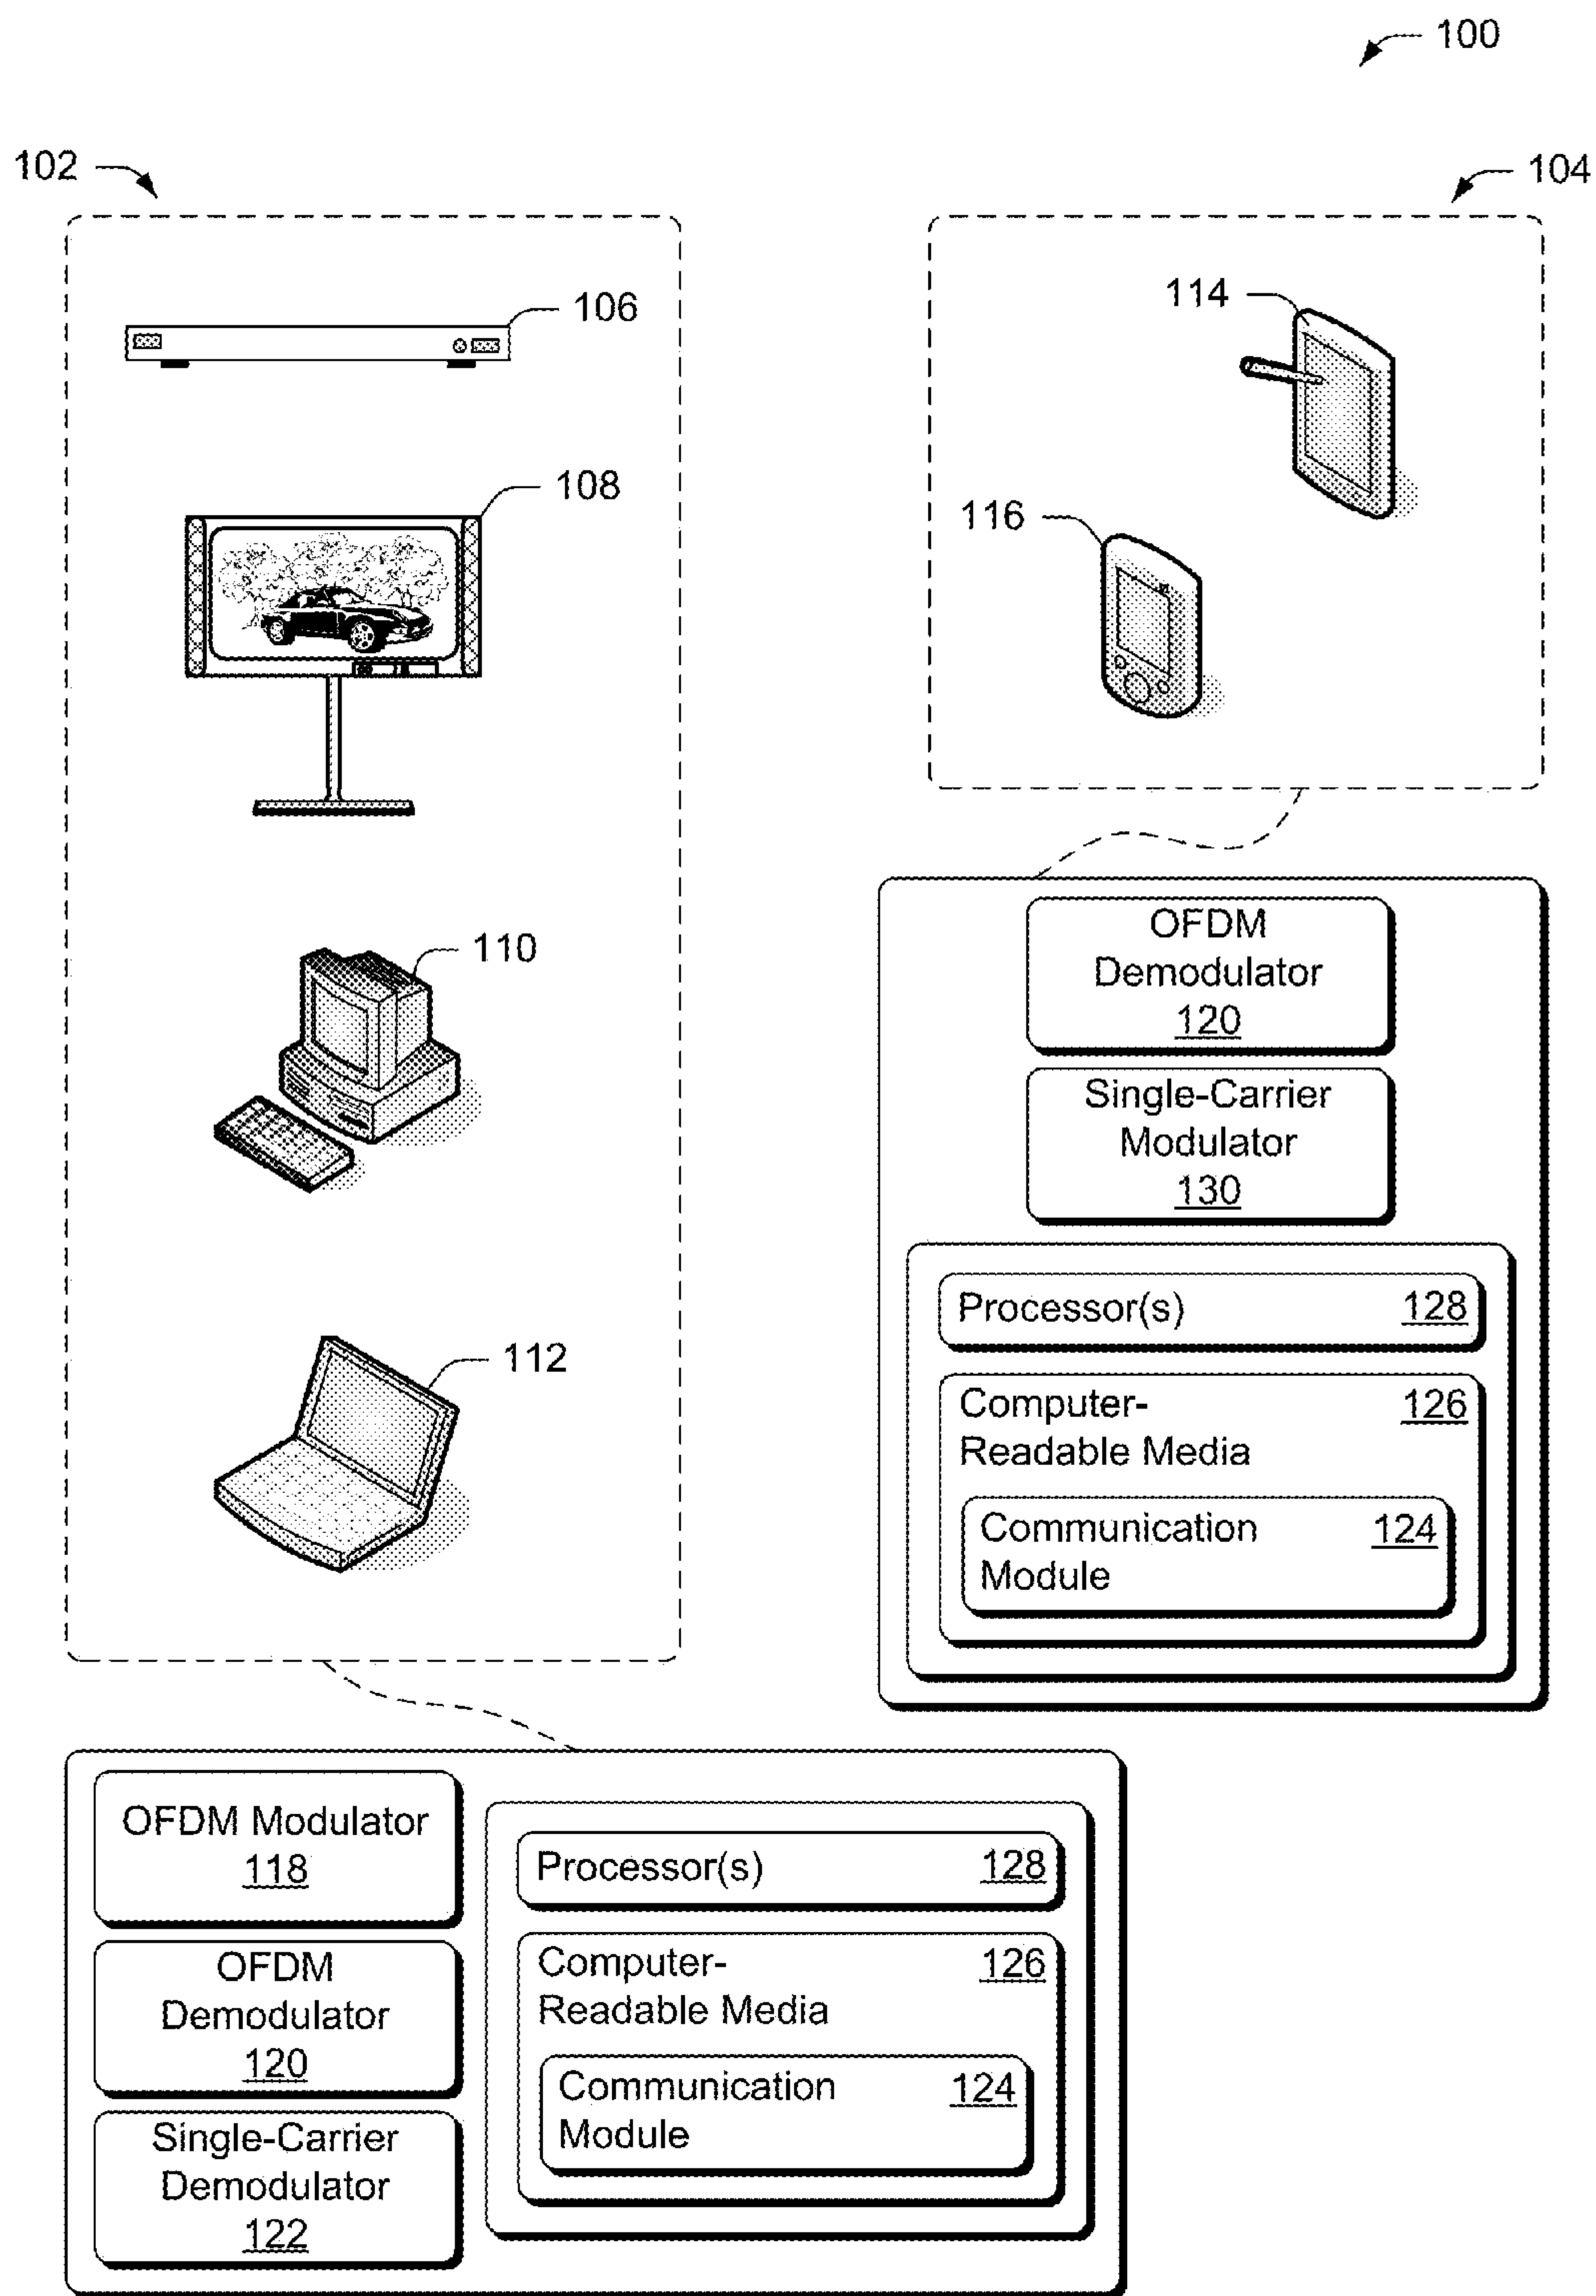 100
102
104
106
114
108
116
110
112
OFDM
Demodulator
120
Single-Carrier
Modulator
130
Processor(s) 128
Computer- 126
Readable Media
Communication 124
Module
OFDM Modulator
118
OFDM
Demodulator
120
Single-Carrier
Demodulator
122
Processor(s) 128
Computer- 126
Readable Media
Communication 124
Module